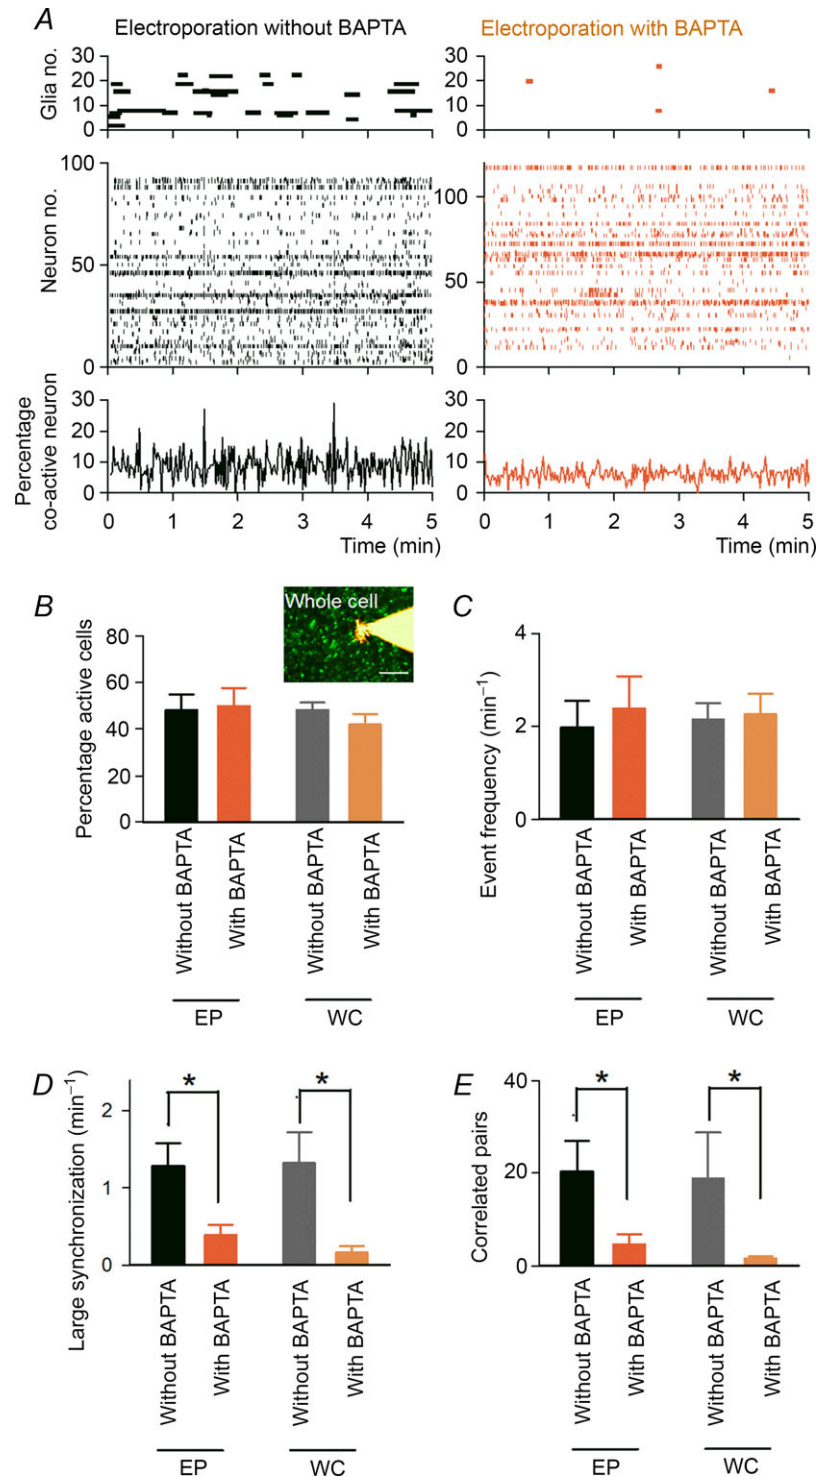 A
Electroporation without BAPTA
Electroporation with BAPTA
Glia no.
30
20
10
0
30
20
10
0
Neuron no.
100
50
0
100
50
0
Percentage
co-active neuron
30
20
10
0
30
20
10
0
0 1 2 3 4 5
Time (min)
0 1 2 3 4 5
Time (min)
B
Percentage active cells
80
60
40
20
0
Whole cell
Without BAPTA
With BAPTA
Without BAPTA
With BAPTA
EP
WC
C
Event frequency (min⁻¹)
4
2
0
Without BAPTA
With BAPTA
Without BAPTA
With BAPTA
EP
WC
D
Large synchronization (min⁻¹)
2
1
0
*
*
Without BAPTA
With BAPTA
Without BAPTA
With BAPTA
EP
WC
E
Correlated pairs
40
20
0
*
*
Without BAPTA
With BAPTA
Without BAPTA
With BAPTA
EP
WC